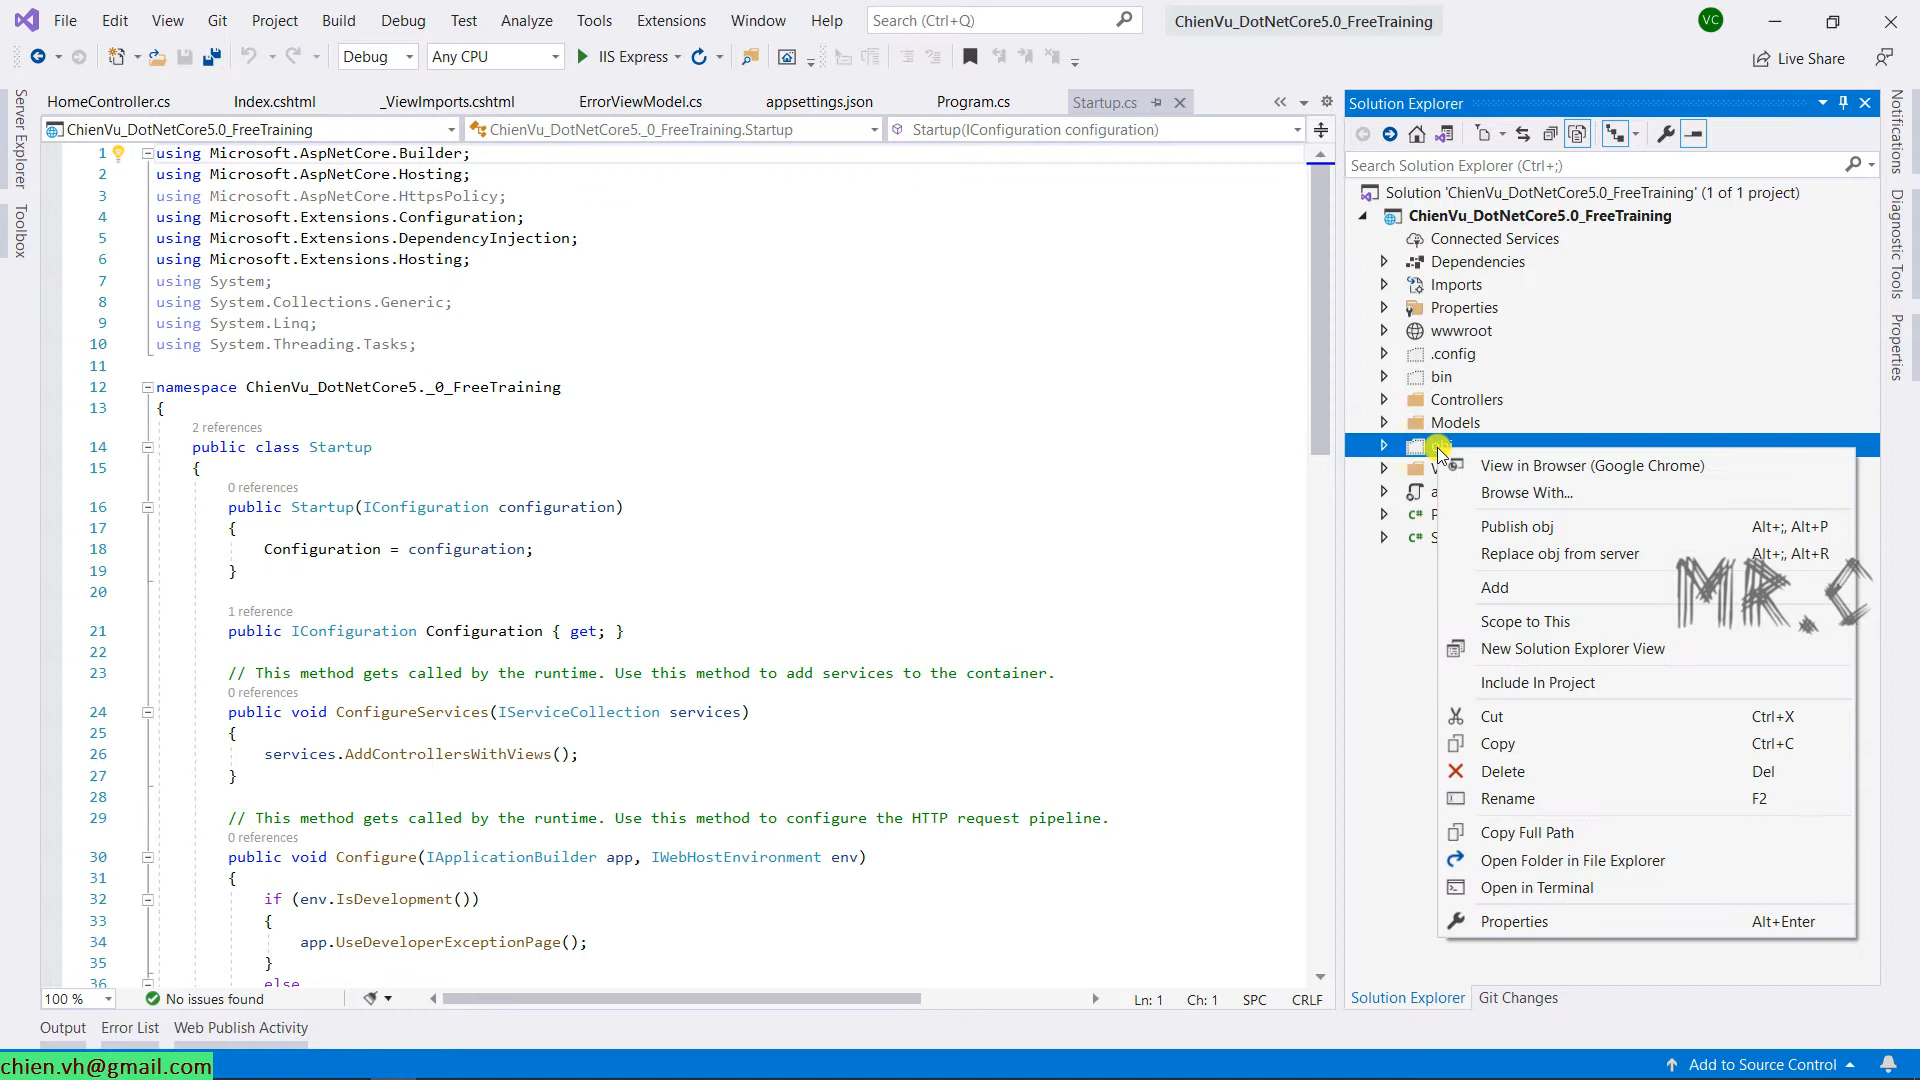 File Edit View Git Project Build Debug Test Analyze Tools Extensions Window Help Search (Ctrl+Q) ChienVu_DotNetCore5.0_FreeTraining VC
Debug Any CPU IIS Express Live Share
HomeController.cs Index.cshtml _ViewImports.cshtml ErrorViewModel.cs appsettings.json Program.cs Startup.cs
ChienVu_DotNetCore5.0_FreeTraining ChienVu_DotNetCore5._0_FreeTraining.Startup Startup(IConfiguration configuration)
Server Explorer
Toolbox
1 using Microsoft.AspNetCore.Builder;
2 using Microsoft.AspNetCore.Hosting;
3 using Microsoft.AspNetCore.HttpsPolicy;
4 using Microsoft.Extensions.Configuration;
5 using Microsoft.Extensions.DependencyInjection;
6 using Microsoft.Extensions.Hosting;
7 using System;
8 using System.Collections.Generic;
9 using System.Linq;
10 using System.Threading.Tasks;
11
12 namespace ChienVu_DotNetCore5._0_FreeTraining
13 {
2 references
14 public class Startup
15 {
0 references
16 public Startup(IConfiguration configuration)
17 {
18 Configuration = configuration;
19 }
20
1 reference
21 public IConfiguration Configuration { get; }
22
23 // This method gets called by the runtime. Use this method to add services to the container.
0 references
24 public void ConfigureServices(IServiceCollection services)
25 {
26 services.AddControllersWithViews();
27 }
28
29 // This method gets called by the runtime. Use this method to configure the HTTP request pipeline.
0 references
30 public void Configure(IApplicationBuilder app, IWebHostEnvironment env)
31 {
32 if (env.IsDevelopment())
33 {
34 app.UseDeveloperExceptionPage();
35 }
36 else
100 % No issues found Ln: 1 Ch: 1 SPC CRLF
Output Error List Web Publish Activity
Solution Explorer
Search Solution Explorer (Ctrl+;)
Solution 'ChienVu_DotNetCore5.0_FreeTraining' (1 of 1 project)
ChienVu_DotNetCore5.0_FreeTraining
Connected Services
Dependencies
Imports
Properties
wwwroot
.config
bin
Controllers
Models
View in Browser (Google Chrome)
Browse With...
Publish obj Alt+;, Alt+P
Replace obj from server Alt+;, Alt+R
Add
Scope to This
New Solution Explorer View
Include In Project
Cut Ctrl+X
Copy Ctrl+C
Delete Del
Rename F2
Copy Full Path
Open Folder in File Explorer
Open in Terminal
Properties Alt+Enter
MR.C
Solution Explorer Git Changes
Notifications
Diagnostic Tools
Properties
chien.vh@gmail.com Add to Source Control